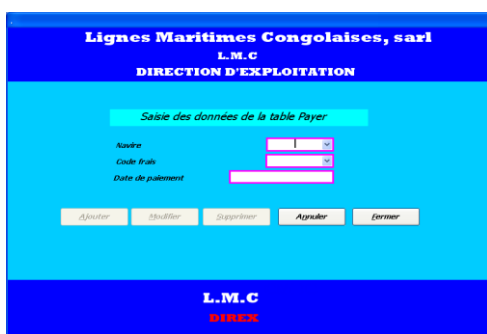 Lignes Maritimes Congolaises, sarl
L.M.C
DIRECTION D'EXPLOITATION
Saisie des données de la table Payer
Navire
Code frais
Date de paiement
Ajouter Modifier Supprimer Annuler Fermer
L.M.C
DIREX